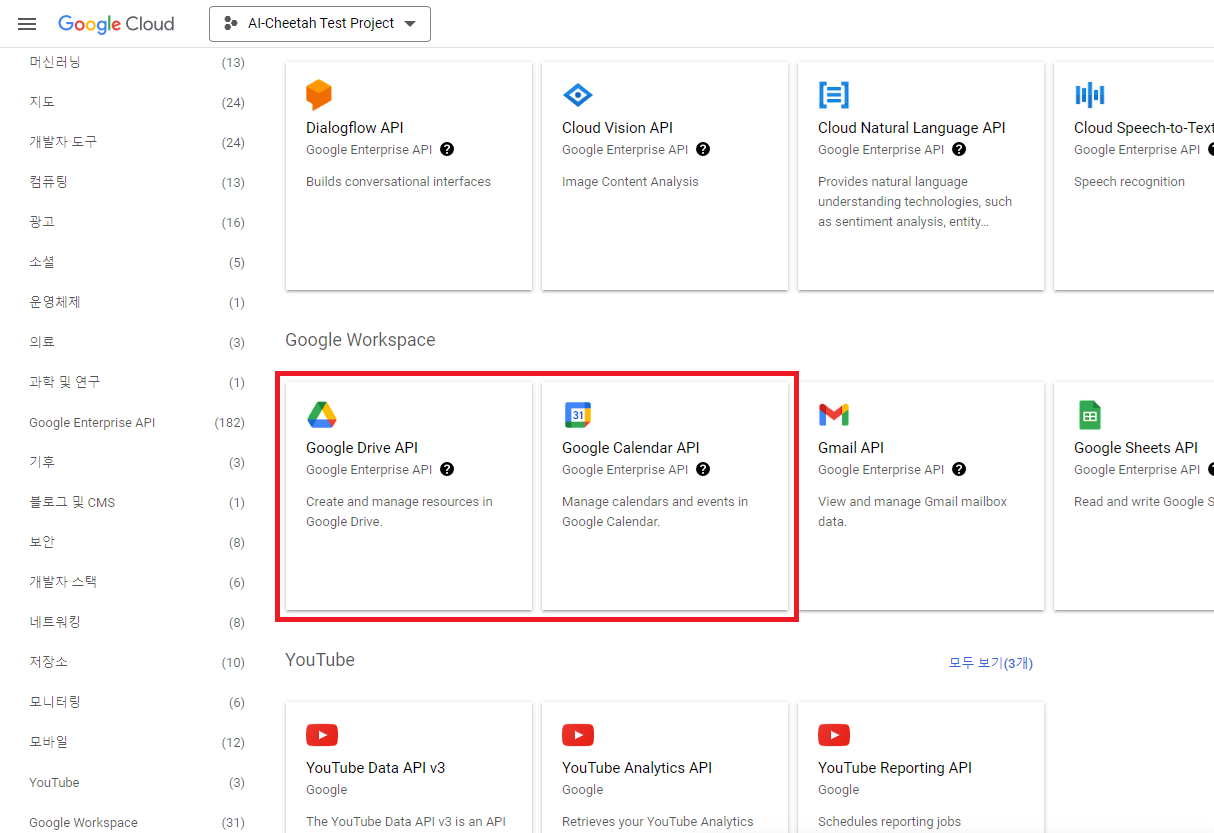 Google Cloud
AI-Cheetah Test Project
머신러닝 (13)
지도 (24)
개발자 도구 (24)
컴퓨팅 (13)
광고 (16)
소셜 (5)
운영체제 (1)
의료 (3)
과학 및 연구 (1)
Google Enterprise API (182)
기후 (3)
블로그 및 CMS (1)
보안 (8)
개발자 스택 (6)
네트워킹 (8)
저장소 (10)
모니터링 (6)
모바일 (12)
YouTube (3)
Google Workspace (31)
Dialogflow API
Google Enterprise API
Builds conversational interfaces
Cloud Vision API
Google Enterprise API
Image Content Analysis
Cloud Natural Language API
Google Enterprise API
Provides natural language
understanding technologies, such
as sentiment analysis, entity...
Cloud Speech-to-Text
Google Enterprise API
Speech recognition
Google Workspace
Google Drive API
Google Enterprise API
Create and manage resources in
Google Drive.
31
Google Calendar API
Google Enterprise API
Manage calendars and events in
Google Calendar.
Gmail API
Google Enterprise API
View and manage Gmail mailbox
data.
Google Sheets API
Google Enterprise API
Read and write Google S
YouTube
모두 보기(3개)
YouTube Data API v3
Google
The YouTube Data API v3 is an API
YouTube Analytics API
Google
Retrieves your YouTube Analytics
YouTube Reporting API
Google
Schedules reporting jobs